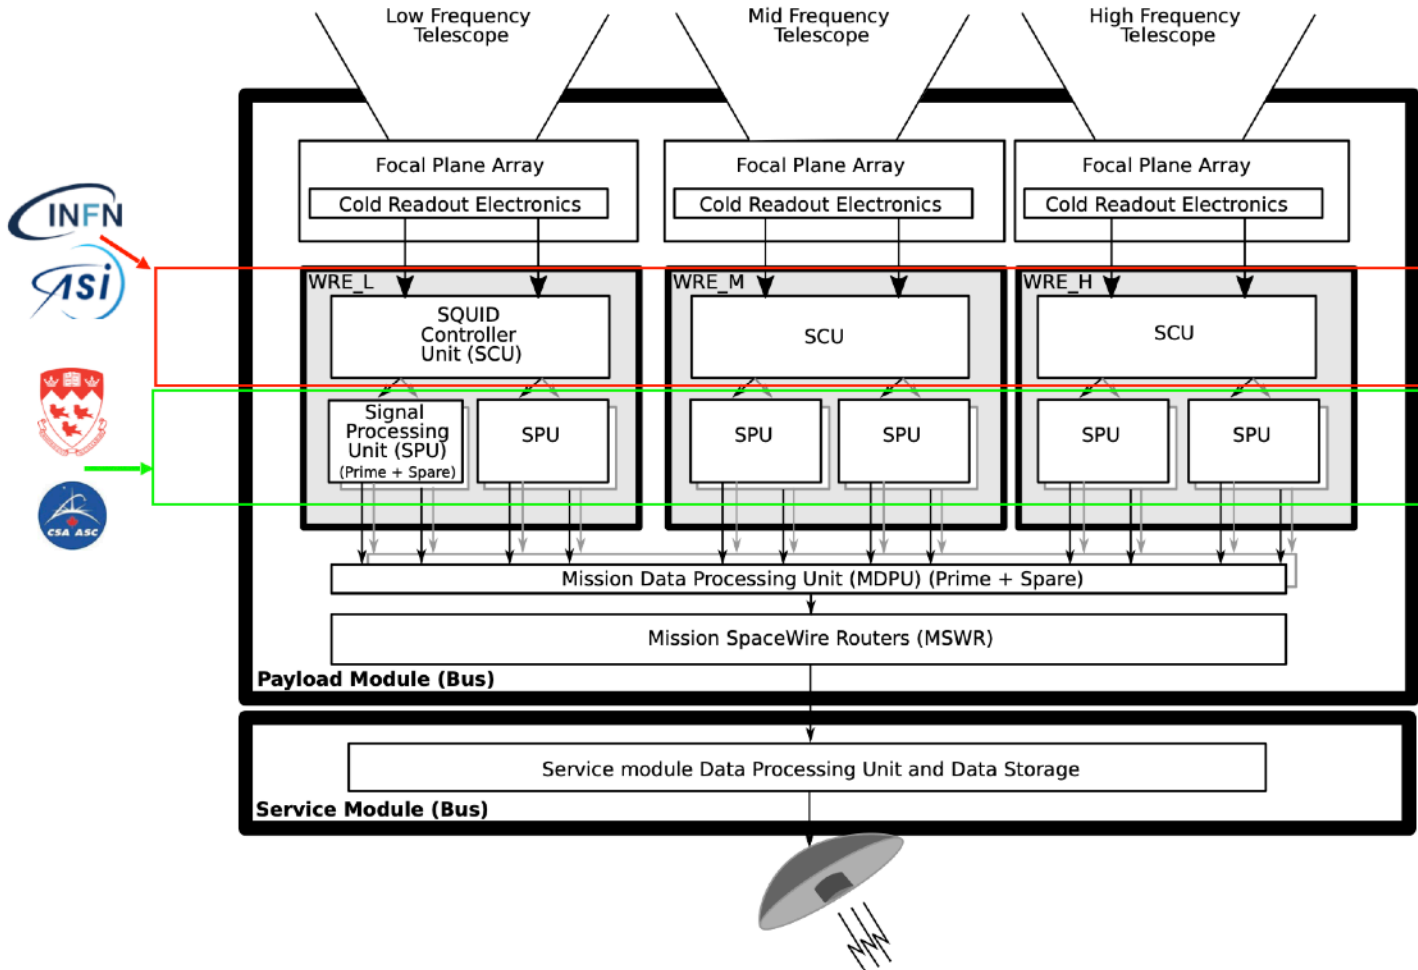 Low Frequency
Telescope
Mid Frequency
Telescope
High Frequency
Telescope
Focal Plane Array
Cold Readout Electronics
Focal Plane Array
Cold Readout Electronics
Focal Plane Array
Cold Readout Electronics
INFN
ASI
CSA ASC
WRE_L
SQUID
Controller
Unit (SCU)
WRE_M
SCU
WRE_H
SCU
Signal
Processing
Unit (SPU)
(Prime + Spare)
SPU
SPU
SPU
SPU
SPU
Mission Data Processing Unit (MDPU) (Prime + Spare)
Mission SpaceWire Routers (MSWR)
Payload Module (Bus)
Service module Data Processing Unit and Data Storage
Service Module (Bus)